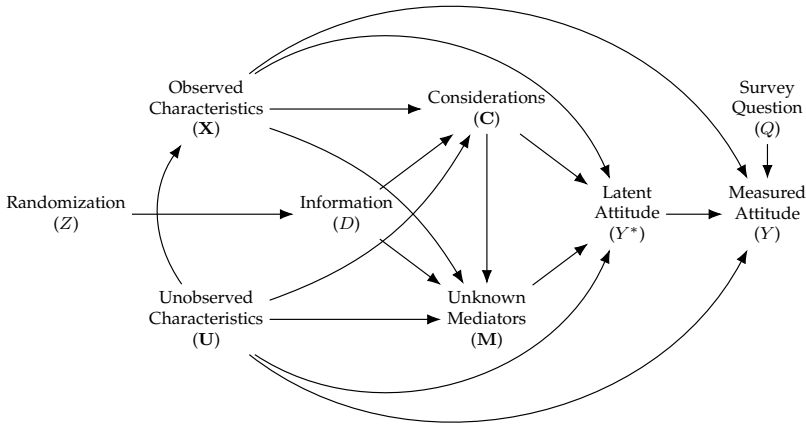 Observed
Characteristics
(X)
Considerations
(C)
Survey
Question
(Q)
Randomization
(Z)
Information
(D)
Latent
Attitude
(Y*)
Measured
Attitude
(Y)
Unobserved
Characteristics
(U)
Unknown
Mediators
(M)